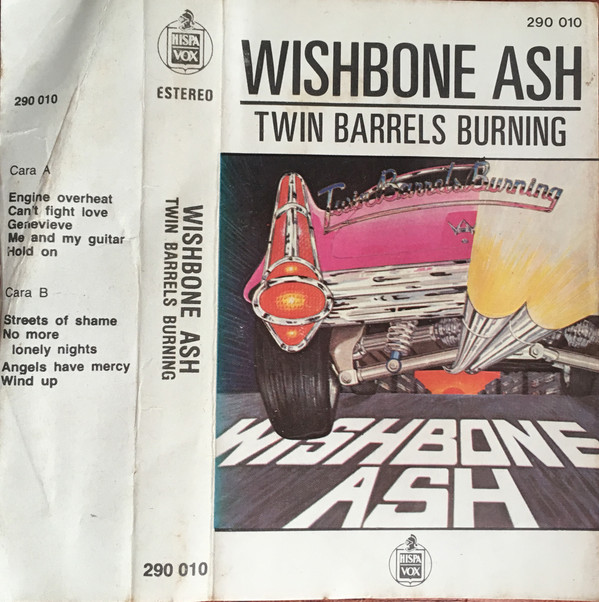 HISPA
VOX
ESTEREO
290 010
Cara A
Engine overheat
Can't fight love
Genevieve
Me and my guitar
Hold on
Cara B
Streets of shame
No more
lonely nights
Angels have mercy
Wind up
WISHBONE ASH
TWIN BARRELS BURNING
290 010
290 010
WISHBONE ASH
TWIN BARRELS BURNING
Twin Barrels Burning
WISHBONE
ASH
HISPA
VOX